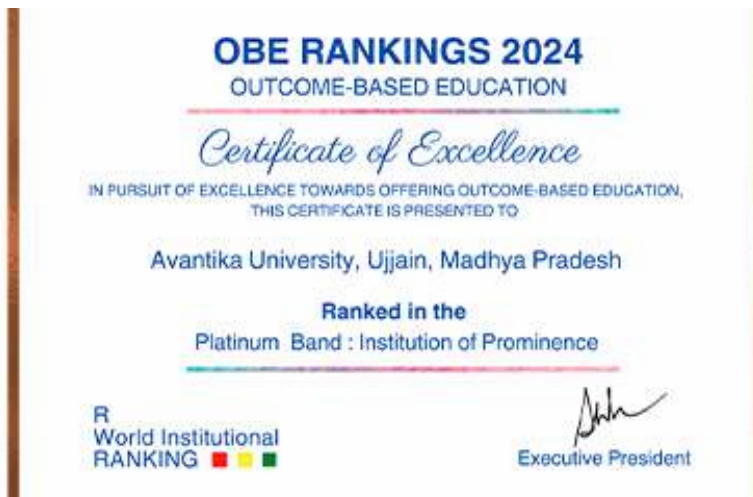 OBE RANKINGS 2024
OUTCOME-BASED EDUCATION
Certificate of Excellence
IN PURSUIT OF EXCELLENCE TOWARDS OFFERING OUTCOME-BASED EDUCATION,
THIS CERTIFICATE IS PRESENTED TO
Avantika University, Ujjain, Madhya Pradesh
Ranked in the
Platinum Band : Institution of Prominence
R
World Institutional
RANKING
Executive President